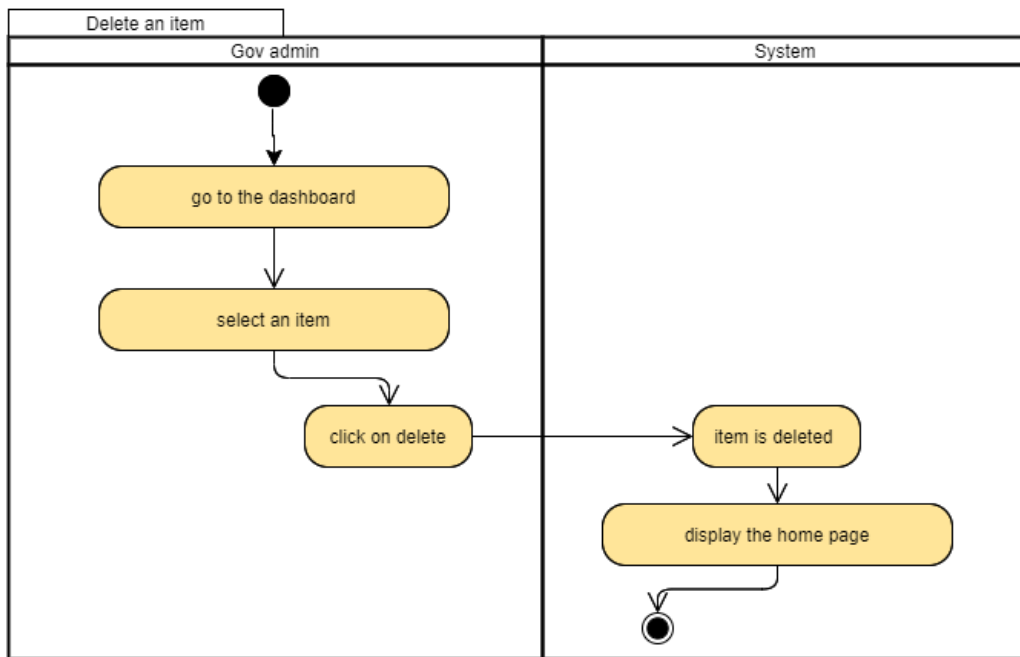 Delete an item
Gov admin
System
go to the dashboard
select an item
click on delete
item is deleted
display the home page